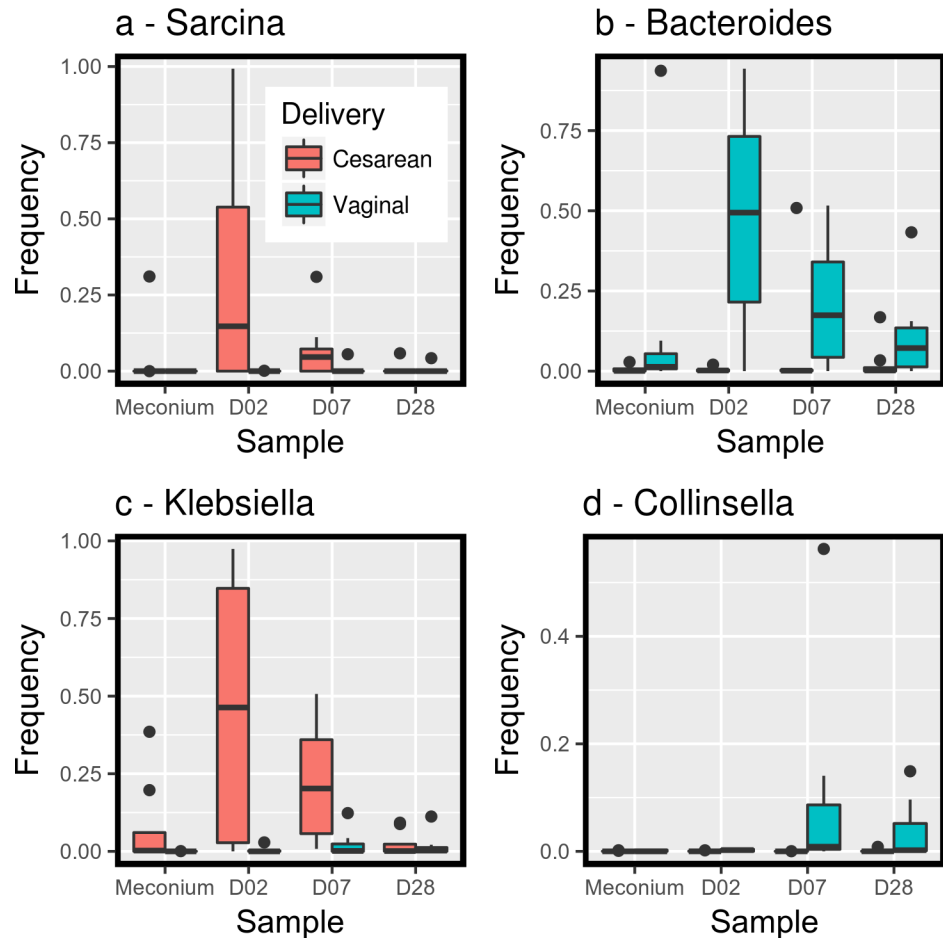 a - Sarcina
1.00
0.75
0.50
0.25
0.00
Frequency
Delivery
Cesarean
Vaginal
Meconium D02 D07 D28
Sample
b - Bacteroides
0.75
0.50
0.25
0.00
Frequency
Meconium D02 D07 D28
Sample
c - Klebsiella
1.00
0.75
0.50
0.25
0.00
Frequency
Meconium D02 D07 D28
Sample
d - Collinsella
0.4
0.2
0.0
Frequency
Meconium D02 D07 D28
Sample